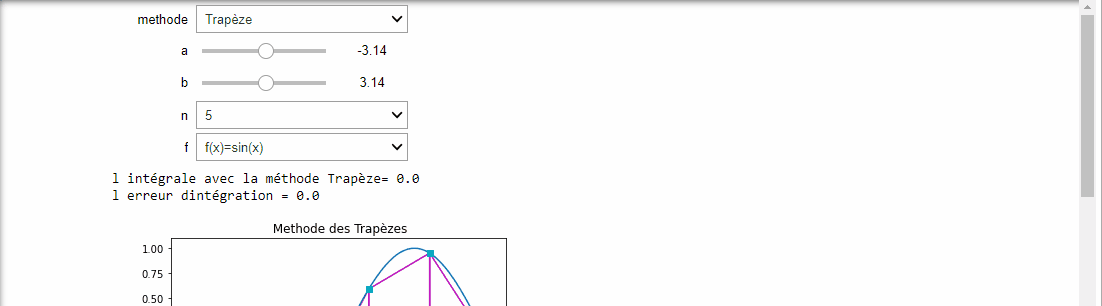 methode Trapèze
a -3.14
b 3.14
n 5
f f(x)=sin(x)
l intégrale avec la méthode Trapèze= 0.0
l erreur dintégration = 0.0
Methode des Trapèzes
1.00
0.75
0.50